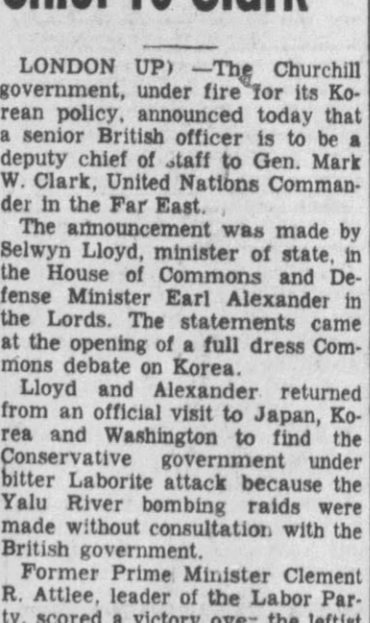 Chief To Clark
LONDON UP) —The Churchill
government, under fire for its Ko-
rean policy, announced today that
a senior British officer is to be a
deputy chief of staff to Gen. Mark
W. Clark, United Nations Comman-
der in the Far East.
The announcement was made by
Selwyn Lloyd, minister of state, in
the House of Commons and De-
fense Minister Earl Alexander in
the Lords. The statements came
at the opening of a full dress Com-
mons debate on Korea.
Lloyd and Alexander returned
from an official visit to Japan, Ko-
rea and Washington to find the
Conservative government under
bitter Laborite attack because the
Yalu River bombing raids were
made without consultation with the
British government.
Former Prime Minister Clement
R. Attlee, leader of the Labor Par-
ty, scored a victory over the leftist